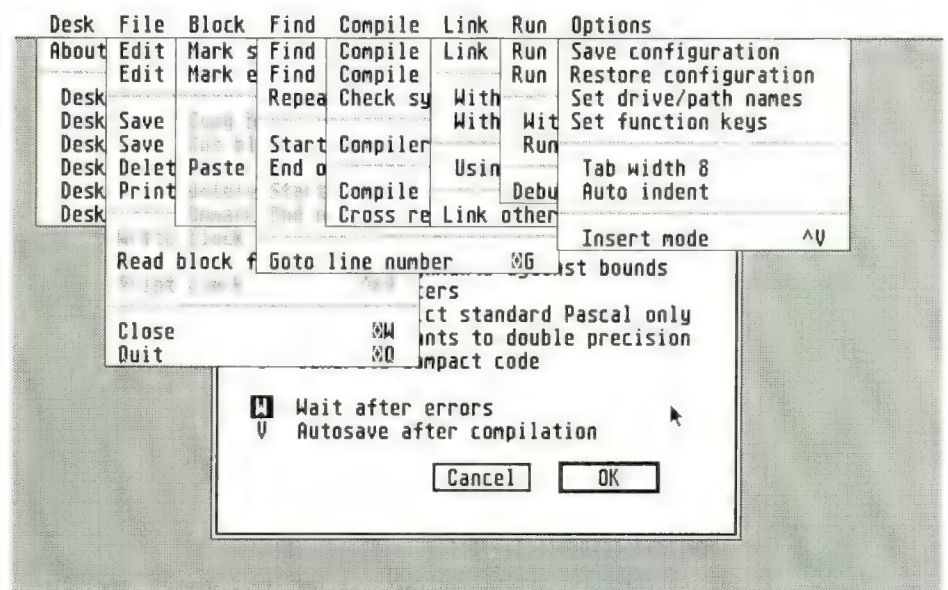 Desk File Block Find Compile Link Run Options
About Edit Mark s Find Compile Link Run Save configuration
Edit Mark e Find Compile Run Restore configuration
Desk Repea Check sy With Set drive/path names
Desk Save With Wit Set function keys
Desk Save Start Compiler Run
Desk Delet Paste End o Usin Tab width 8
Desk Print Compile Debu Auto indent
Desk Cross re Link other
Insert mode ^V
Read block f Goto line number G st bounds
ters
ct standard Pascal only
Close W nts to double precision
Quit Q mpact code
W Wait after errors
V Autosave after compilation
Cancel OK